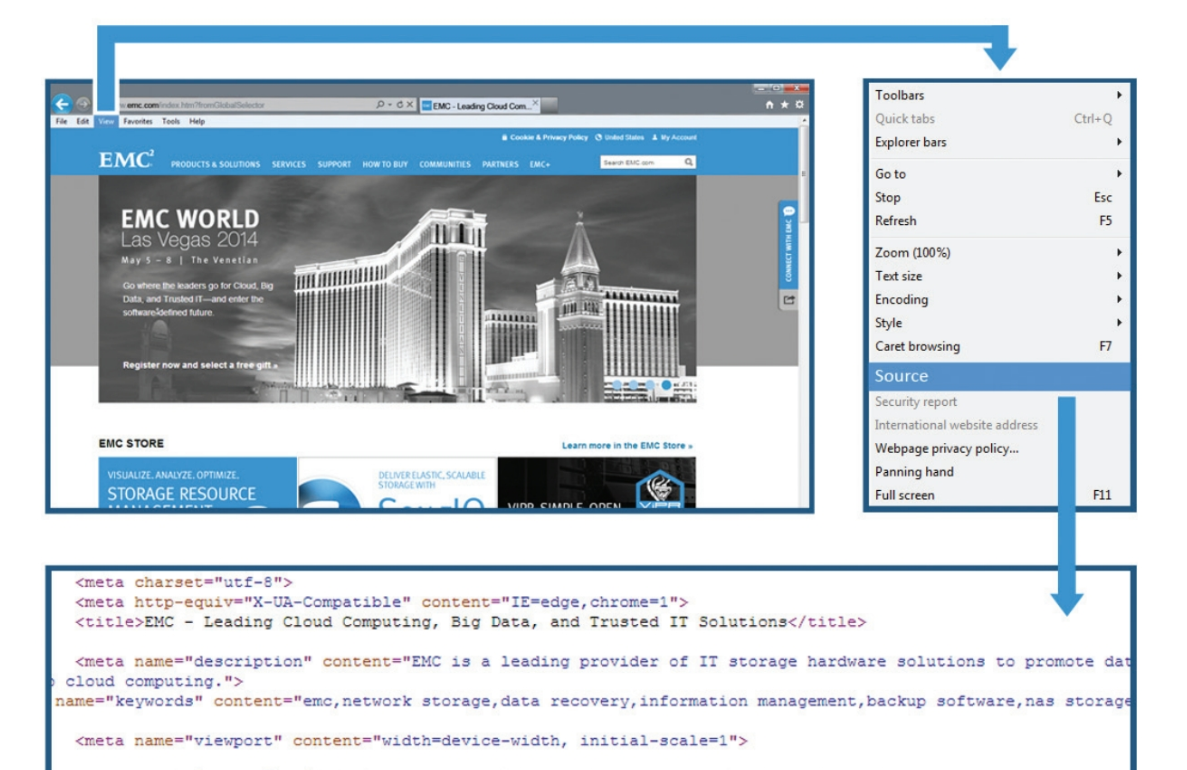 www.emc.com/index.htm?fromGlobalSelector
EMC - Leading Cloud Com...
File Edit View Favorites Tools Help
Cookie & Privacy Policy United States My Account
EMC²
PRODUCTS & SOLUTIONS SERVICES SUPPORT HOW TO BUY COMMUNITIES PARTNERS EMC+
Search EMC.com
EMC WORLD
Las Vegas 2014
May 5 – 8 | The Venetian
Go where the leaders go for Cloud, Big
Data, and Trusted IT—and enter the
software-defined future.
Register now and select a free gift »
CONNECT WITH EMC
EMC STORE
Learn more in the EMC Store »
VISUALIZE, ANALYZE, OPTIMIZE,
STORAGE RESOURCE
MANAGEMENT
DELIVER ELASTIC, SCALABLE
STORAGE WITH
SCALEIO
VIPR. SIMPLE. OPEN.
ViPR
Toolbars
Quick tabs Ctrl+Q
Explorer bars
Go to
Stop Esc
Refresh F5
Zoom (100%)
Text size
Encoding
Style
Caret browsing F7
Source
Security report
International website address
Webpage privacy policy...
Panning hand
Full screen F11
<meta charset="utf-8">
<meta http-equiv="X-UA-Compatible" content="IE=edge,chrome=1">
<title>EMC - Leading Cloud Computing, Big Data, and Trusted IT Solutions</title>
<meta name="description" content="EMC is a leading provider of IT storage hardware solutions to promote dat
cloud computing.">
name="keywords" content="emc,network storage,data recovery,information management,backup software,nas storage
<meta name="viewport" content="width=device-width, initial-scale=1">